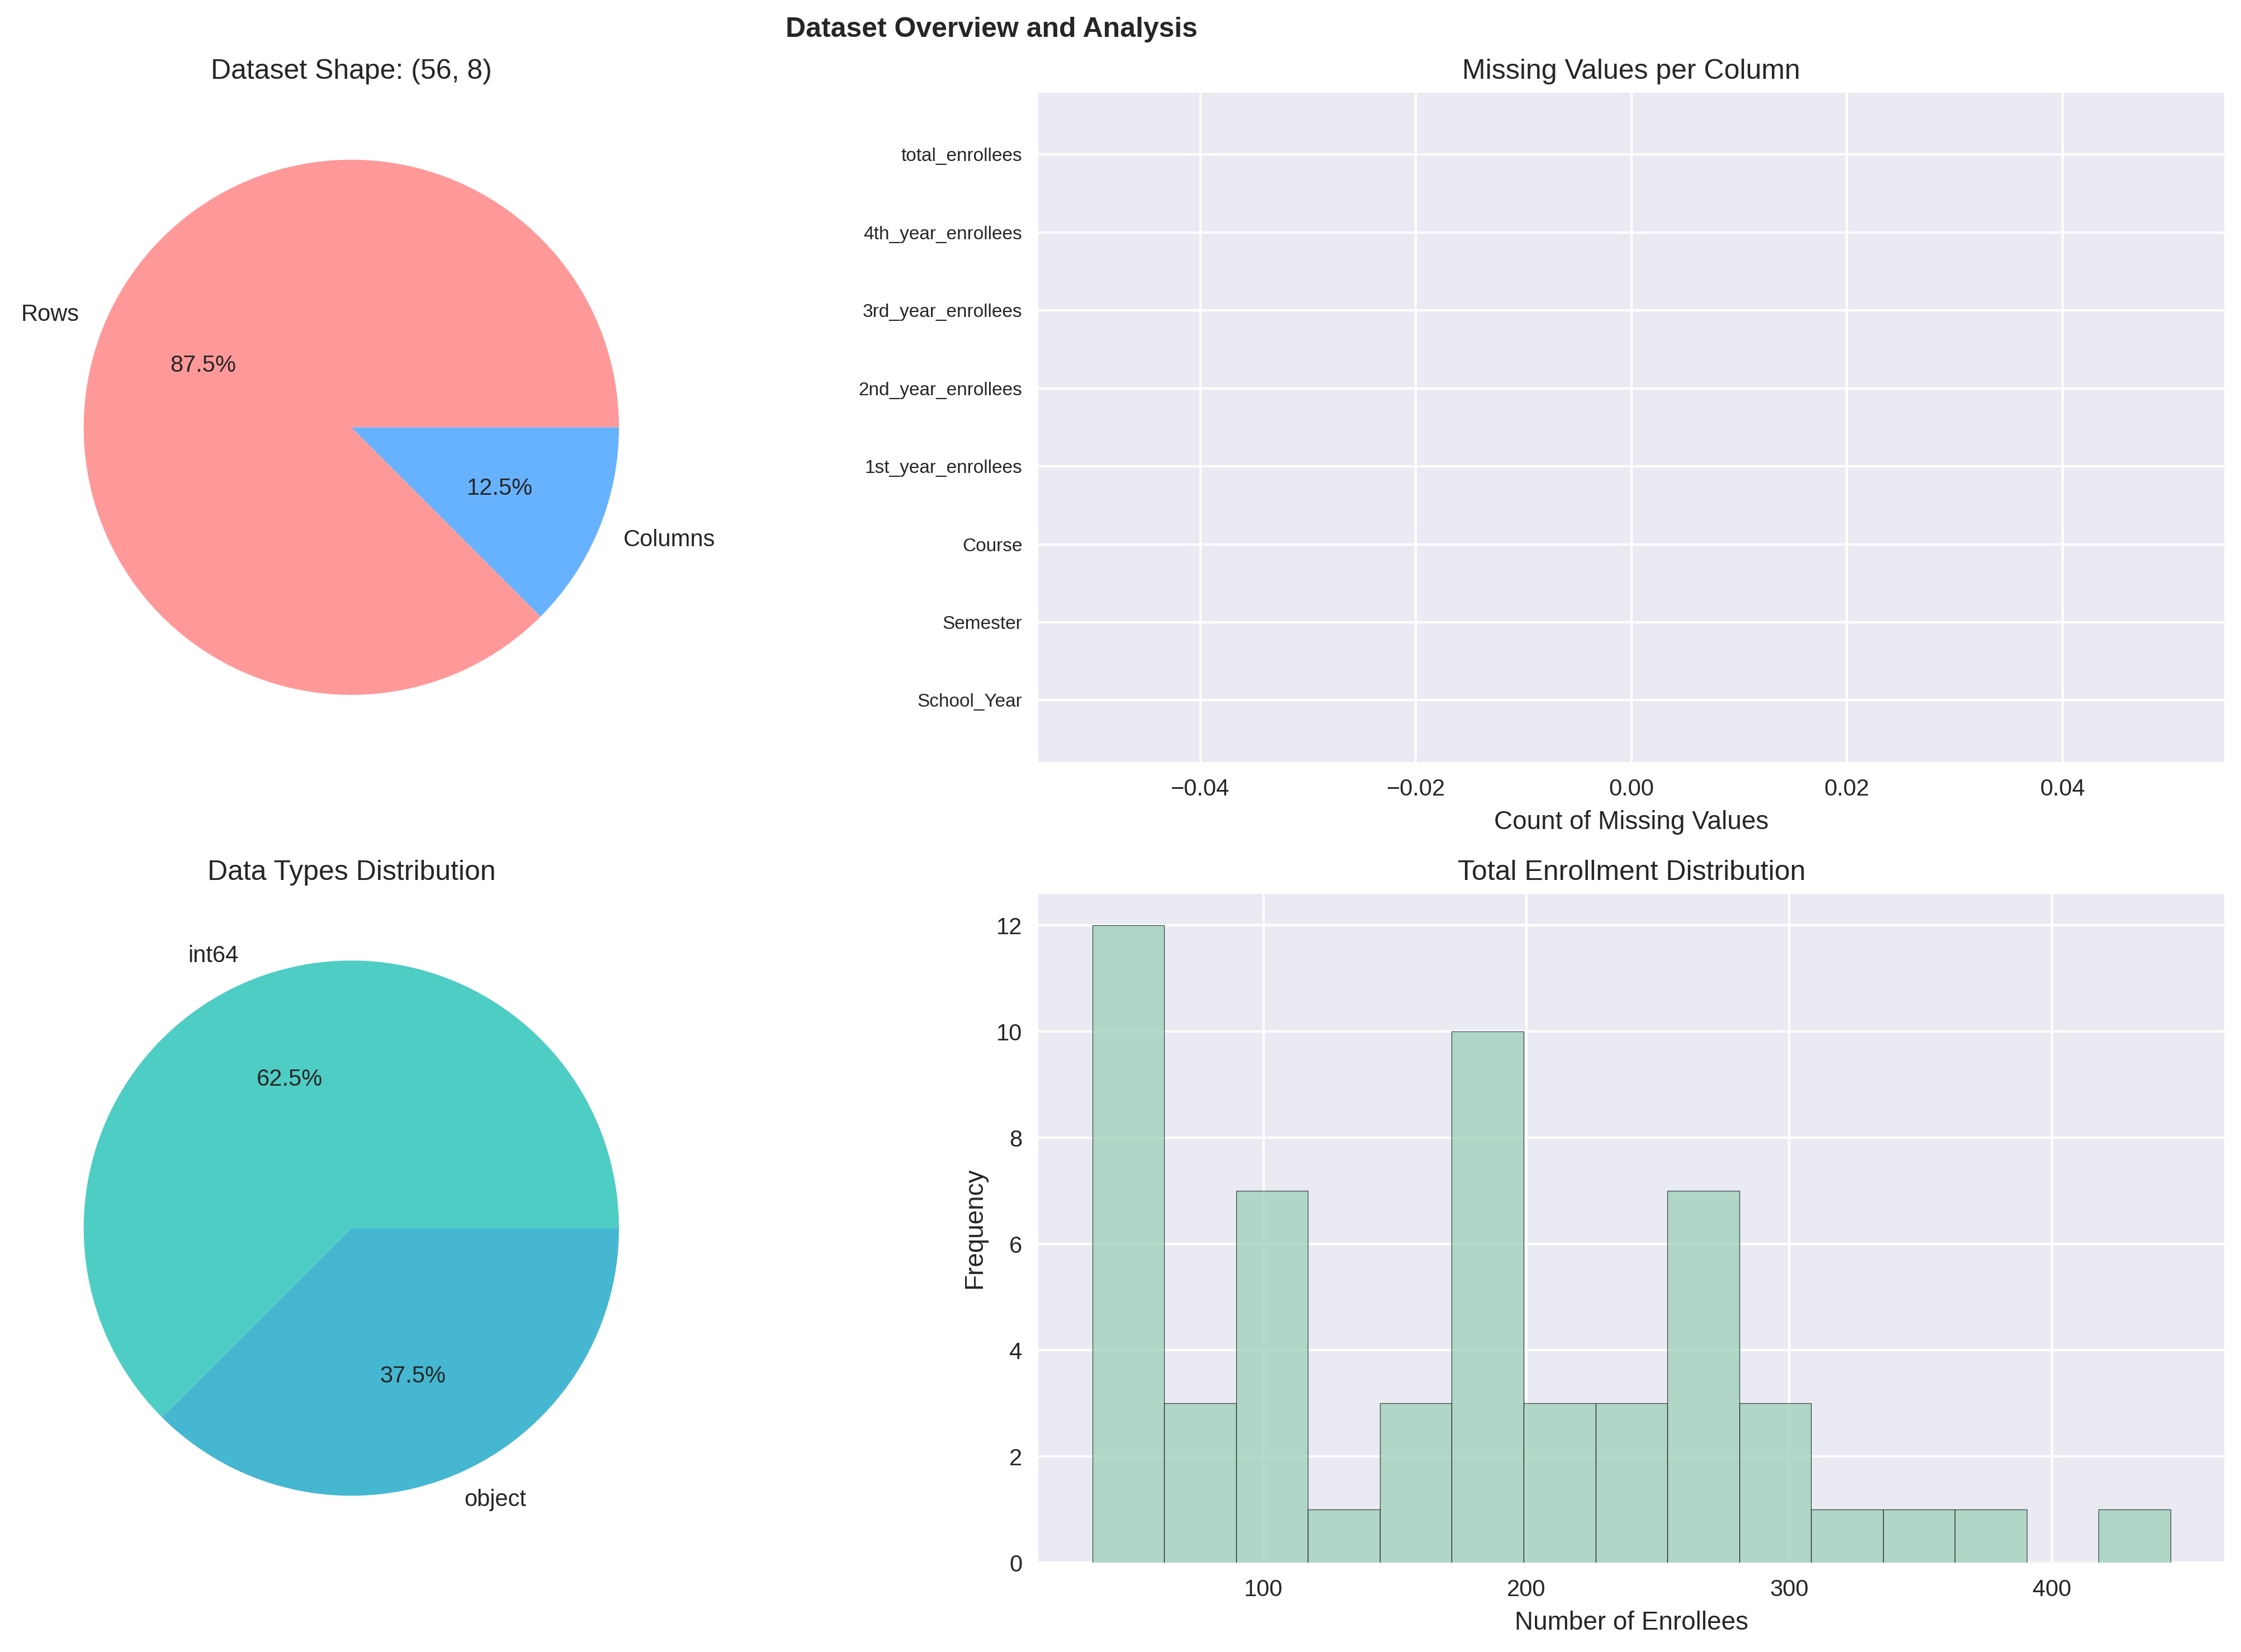 Dataset Overview and Analysis
Dataset Shape: (56, 8)
Rows
87.5%
12.5%
Columns
Missing Values per Column
total_enrollees
4th_year_enrollees
3rd_year_enrollees
2nd_year_enrollees
1st_year_enrollees
Course
Semester
School_Year
−0.04 −0.02 0.00 0.02 0.04
Count of Missing Values
Data Types Distribution
int64
62.5%
37.5%
object
Total Enrollment Distribution
Frequency
12
10
8
6
4
2
0
100 200 300 400
Number of Enrollees